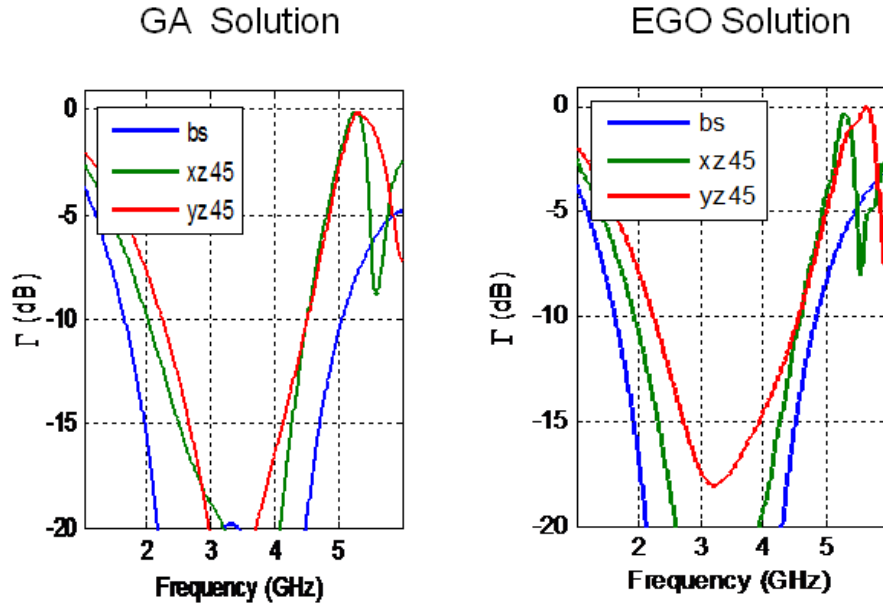 GA Solution
EGO Solution
0
-5
-10
-15
-20
Γ (dB)
bs
xz45
yz45
2 3 4 5
Frequency (GHz)
0
-5
-10
-15
-20
Γ (dB)
bs
xz45
yz45
2 3 4 5
Frequency (GHz)